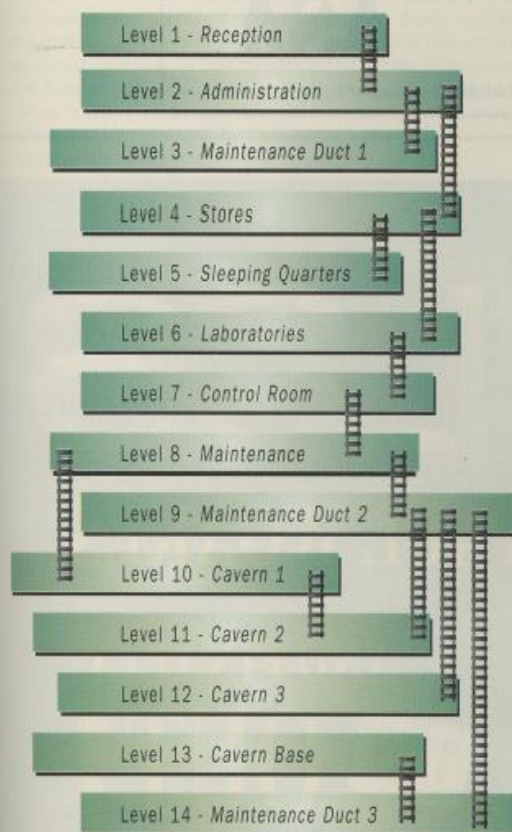 Level 1 - Reception
Level 2 - Administration
Level 3 - Maintenance Duct 1
Level 4 - Stores
Level 5 - Sleeping Quarters
Level 6 - Laboratories
Level 7 - Control Room
Level 8 - Maintenance
Level 9 - Maintenance Duct 2
Level 10 - Cavern 1
Level 11 - Cavern 2
Level 12 - Cavern 3
Level 13 - Cavern Base
Level 14 - Maintenance Duct 3